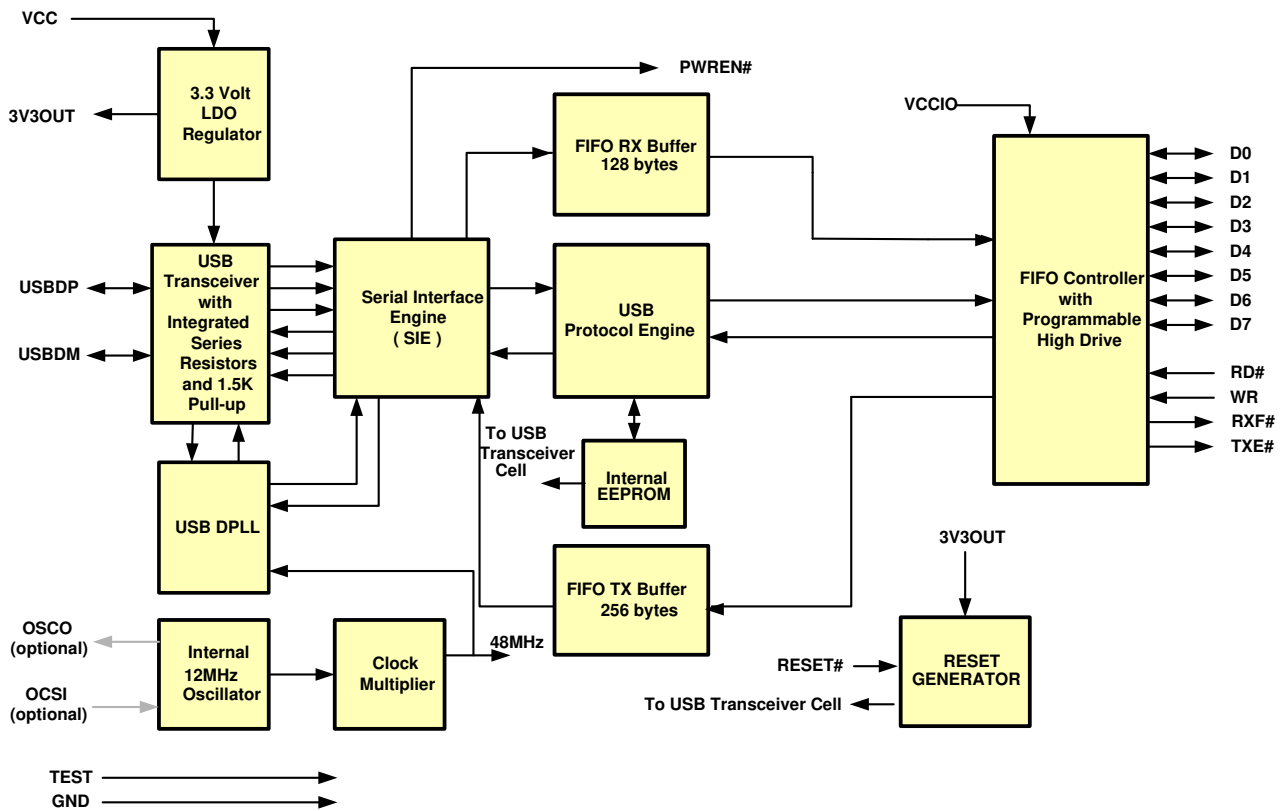 VCC
PWREN#
3.3 Volt
LDO
Regulator
3V3OUT
VCCIO
FIFO RX Buffer
128 bytes
D0
D1
D2
D3
D4
D5
D6
D7
RD#
WR
RXF#
TXE#
FIFO Controller
with
Programmable
High Drive
USBDP
USBDM
USB
Transceiver
with
Integrated
Series
Resistors
and 1.5K
Pull-up
Serial Interface
Engine
( SIE )
USB
Protocol Engine
To USB
Transceiver
Cell
Internal
EEPROM
USB DPLL
FIFO TX Buffer
256 bytes
3V3OUT
OSCO
(optional)
OCSI
(optional)
Internal
12MHz
Oscillator
Clock
Multiplier
48MHz
RESET#
RESET
GENERATOR
To USB Transceiver Cell
TEST
GND